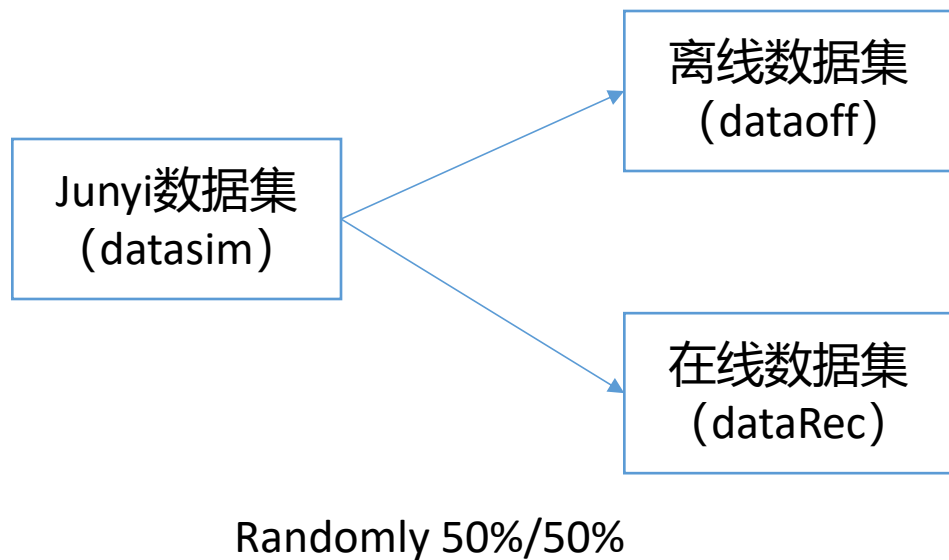 Junyi数据集
（datasim）
离线数据集
（dataoff）
在线数据集
（dataRec）
Randomly 50%/50%